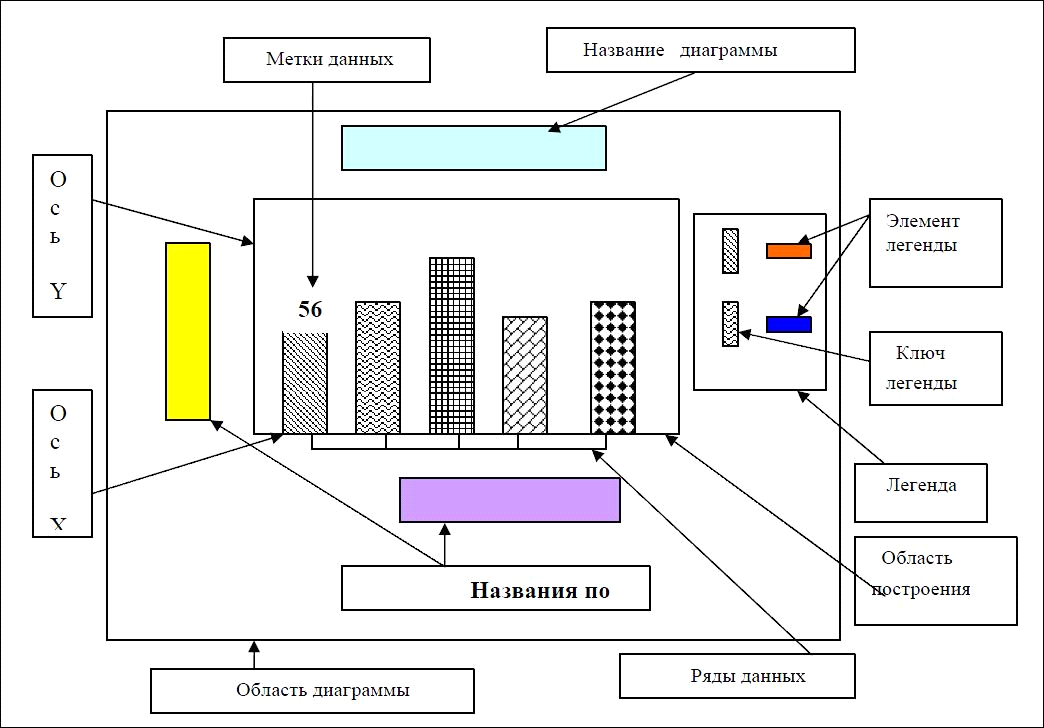 Название   диаграммы
Метки данных
О
с
ь
Y
Элемент
легенды
56
Ключ
легенды
О
с
ь
X
Легенда
Область
построения
Названия по
Ряды данных
Область диаграммы